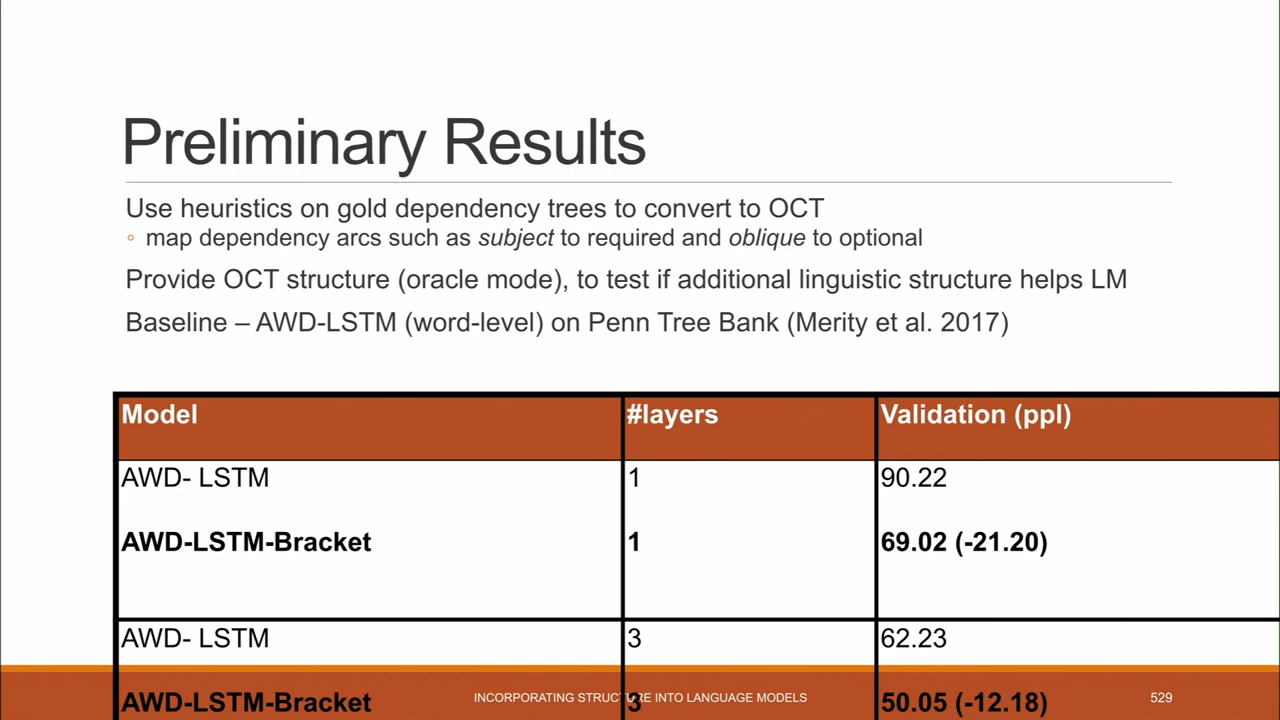 Preliminary Results
Use heuristics on gold dependency trees to convert to OCT
◦ map dependency arcs such as subject to required and oblique to optional
Provide OCT structure (oracle mode), to test if additional linguistic structure helps LM
Baseline – AWD-LSTM (word-level) on Penn Tree Bank (Merity et al. 2017)
Model #layers Validation (ppl)
AWD- LSTM 1 90.22
AWD-LSTM-Bracket 1 69.02 (-21.20)
AWD- LSTM 3 62.23
AWD-LSTM-Bracket 3 50.05 (-12.18)
INCORPORATING STRUCTURE INTO LANGUAGE MODELS 529